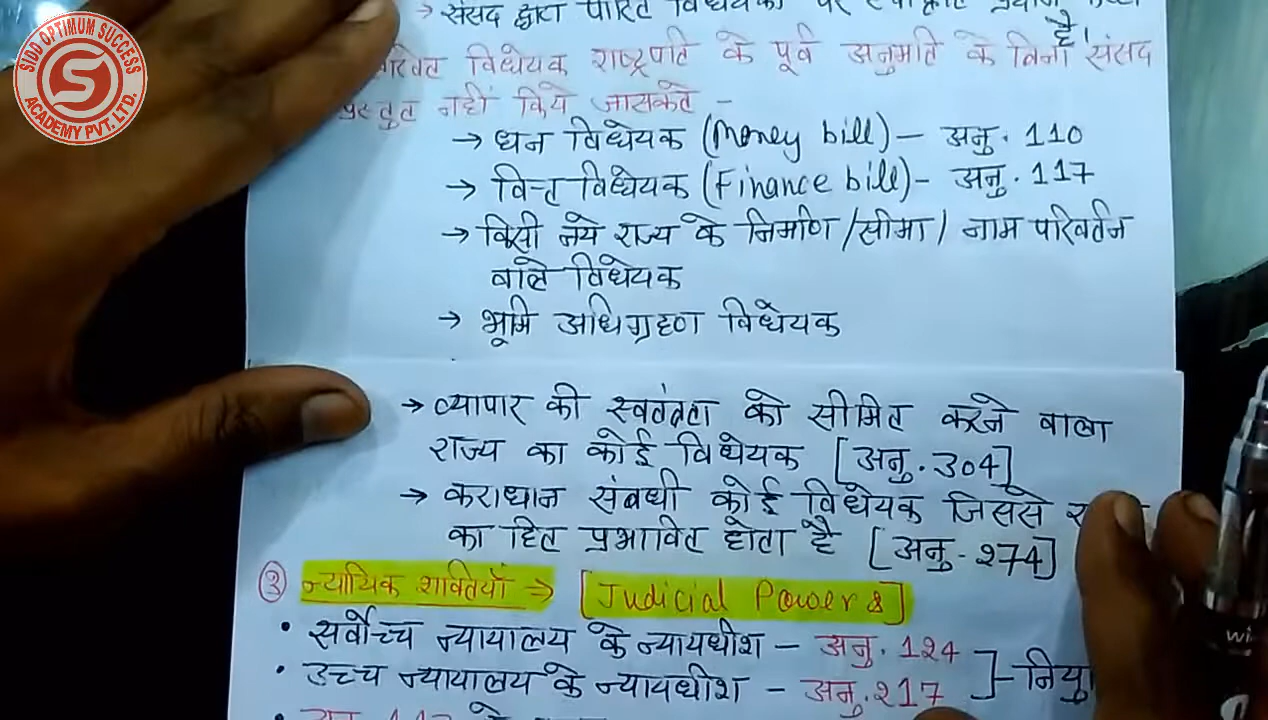 SIDD OPTIMUM SUCCESS
S
ACADEMY PVT. LTD.
→ संसद द्वारा पारित विधेयकों पर
है।
विधेयक राष्ट्रपति के पूर्व अनुमति के बिना संसद
प्रस्तुत नहीं किये जासकते -
→ धन विधेयक (Money bill) - अनु. 110
→ वित्त विधेयक (Finance bill) - अनु. 117
→ किसी नये राज्य के निर्माण /सीमा / नाम परिवर्तन
वाले विधेयक
→ भूमि अधिग्रहण विधेयक
→ व्यापार की स्वतंत्रता को सीमित करने वाला
राज्य का कोई विधेयक [अनु. 304]
→ कराधान संबधी कोई विधेयक जिससे
का हित प्रभावित होता है [अनु - 274]
③ न्यायिक शक्तियाँ → [Judicial Powers]
• सर्वोच्च न्यायालय के न्यायधीश - अनु. 124
• उच्च न्यायालय के न्यायधीश - अनु. 217 ] - नियु